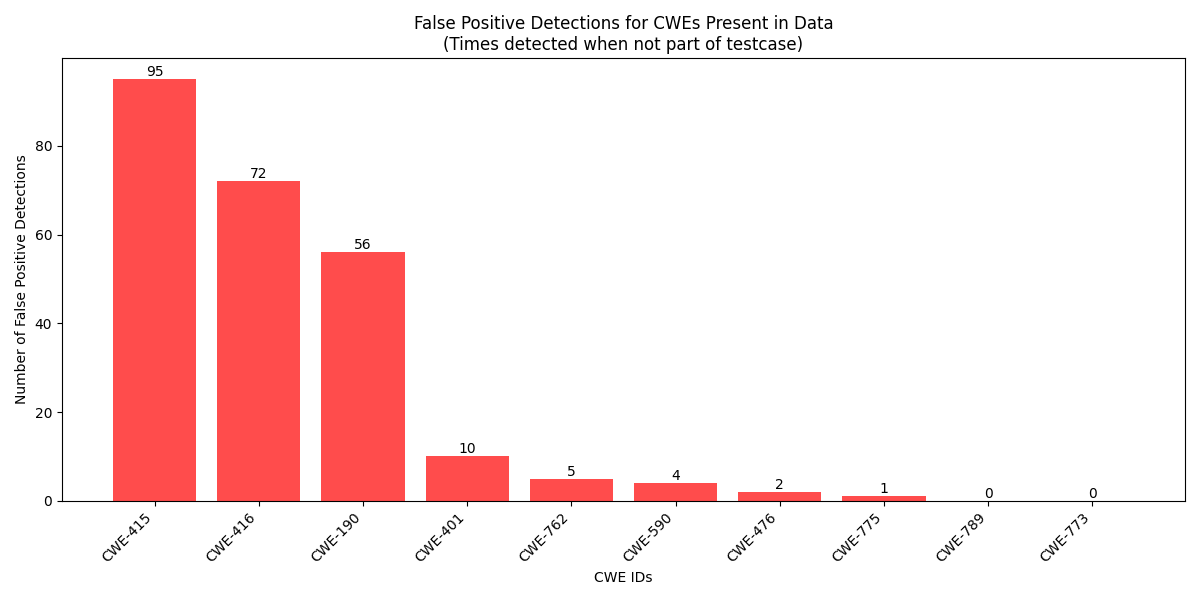 False Positive Detections for CWEs Present in Data
(Times detected when not part of testcase)
Number of False Positive Detections
80
60
40
20
0
95
72
56
10
5
4
2
1
0
0
CWE-415
CWE-416
CWE-190
CWE-401
CWE-762
CWE-590
CWE-476
CWE-775
CWE-789
CWE-773
CWE IDs